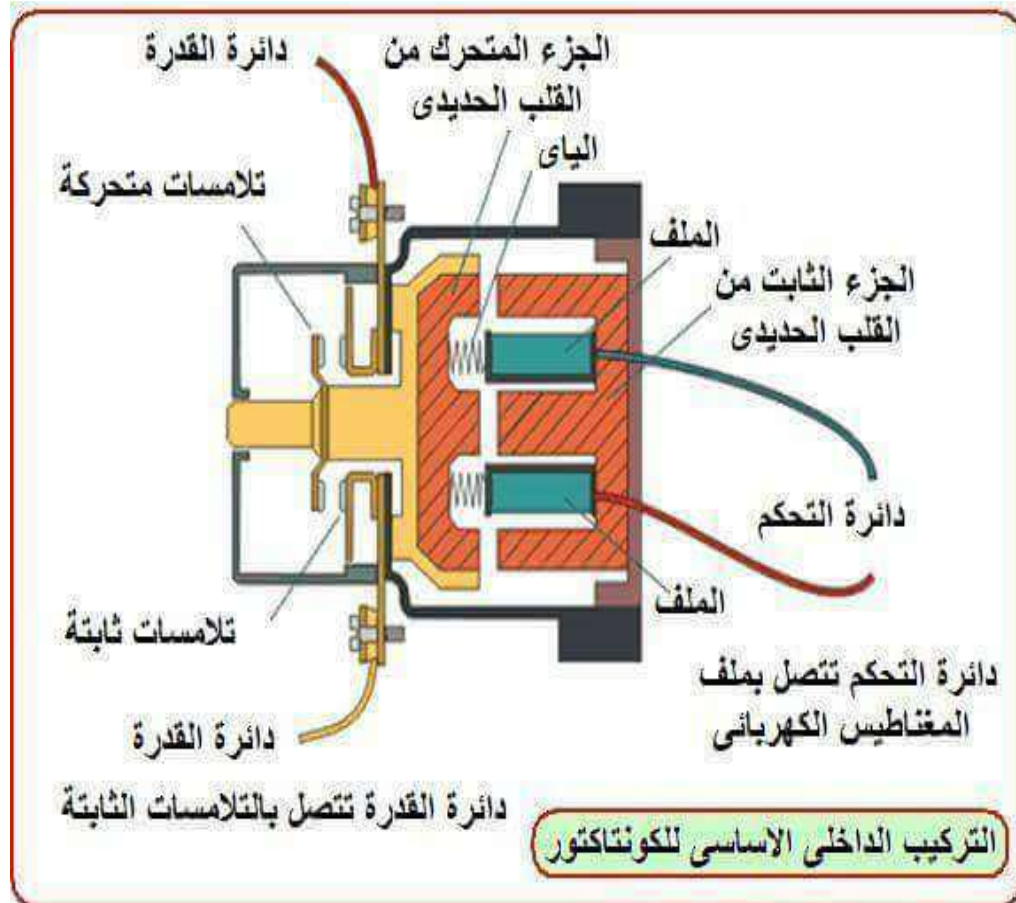 دائرة القدرة
الجزء المتحرك من
القلب الحديدى
الياى
تلامسات متحركة
الملف
الجزء الثابت من
القلب الحديدى
دائرة التحكم
الملف
تلامسات ثابتة
دائرة التحكم تتصل بملف
المغناطيس الكهربائى
دائرة القدرة
دائرة القدرة تتصل بالتلامسات الثابتة
التركيب الداخلى الاساسى للكونتاكتور